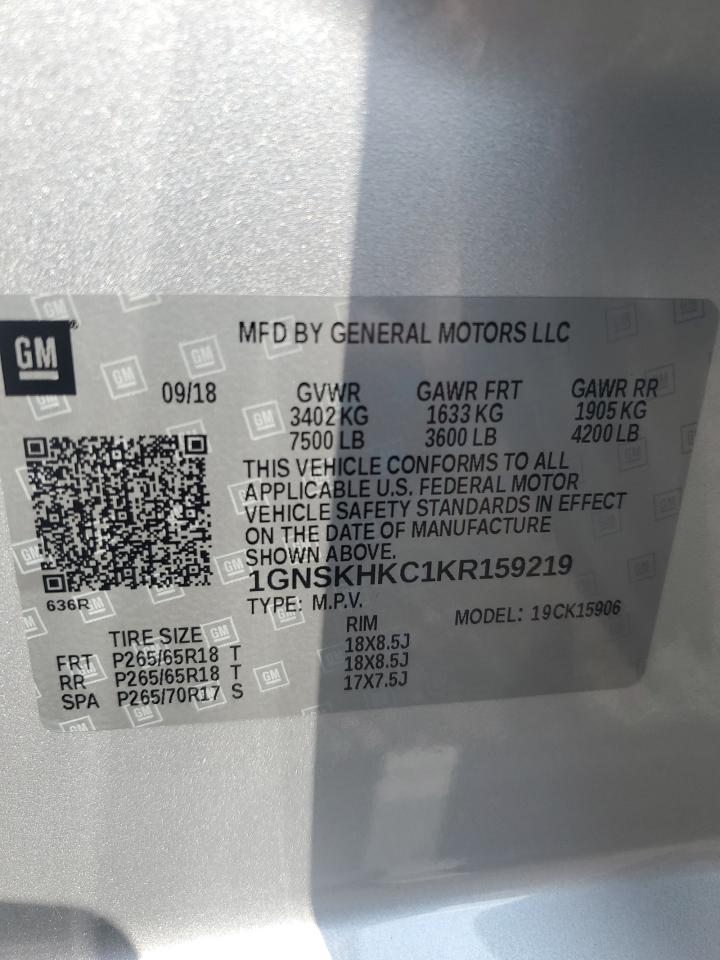 GM
MFD BY GENERAL MOTORS LLC
09/18 GVWR GAWR FRT GAWR RR
3402 KG 1633 KG 1905 KG
7500 LB 3600 LB 4200 LB
THIS VEHICLE CONFORMS TO ALL
APPLICABLE U.S. FEDERAL MOTOR
VEHICLE SAFETY STANDARDS IN EFFECT
ON THE DATE OF MANUFACTURE
SHOWN ABOVE.
1GNSKHKC1KR159219
636R
TYPE: M.P.V. MODEL: 19CK15906
TIRE SIZE RIM
FRT P265/65R18 T 18X8.5J
RR P265/65R18 T 18X8.5J
SPA P265/70R17 S 17X7.5J